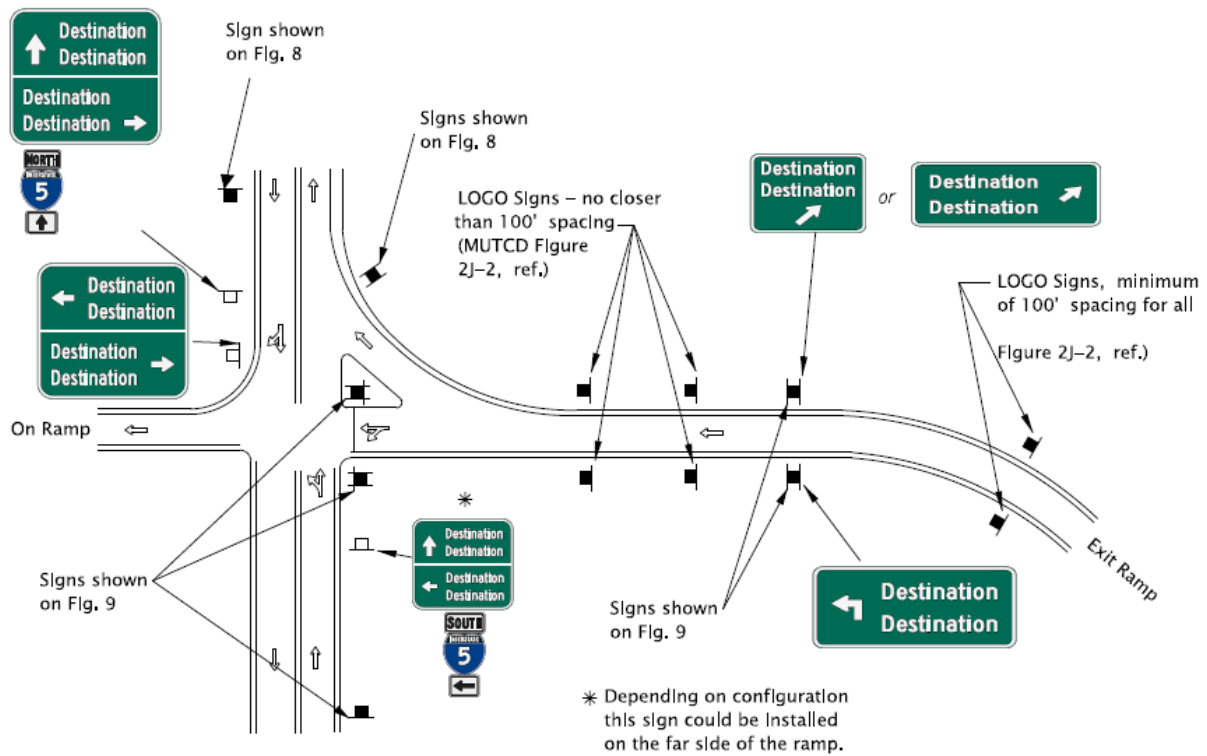 Destination
Destination
Destination
Destination
NORTH
INTERSTATE
5
Sign shown
on Fig. 8
Signs shown
on Fig. 8
LOGO Signs – no closer
than 100' spacing
(MUTCD Figure
2J–2, ref.)
Destination
Destination
or
Destination
Destination
LOGO Signs, minimum
of 100' spacing for all
Figure 2J–2, ref.)
Destination
Destination
Destination
Destination
On Ramp
Exit Ramp
*
Destination
Destination
Destination
Destination
SOUTH
INTERSTATE
5
Signs shown
on Fig. 9
Signs shown
on Fig. 9
Destination
Destination
* Depending on configuration
this sign could be installed
on the far side of the ramp.